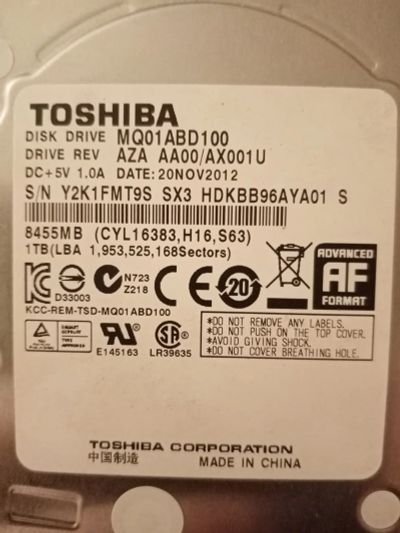 TOSHIBA
DISK DRIVE MQ01ABD100
DRIVE REV AZA AA00/AX001U
DC+5V 1.0A DATE:20NOV2012
S/N Y2K1FMT9S SX3 HDKBB96AYA01 S
8455MB (CYL16383,H16,S63)
1TB(LBA 1,953,525,168Sectors)
D33003
N723
Z218
CE
20
ADVANCED
AF
FORMAT
KCC-REM-TSD-MQ01ABD100
*DO NOT REMOVE ANY LABELS.
*DO NOT PUSH ON THE TOP COVER.
*AVOID GIVING SHOCK.
*DO NOT COVER BREATHING HOLE.
E145163
LR39635
TOSHIBA CORPORATION
中国制造
MADE IN CHINA